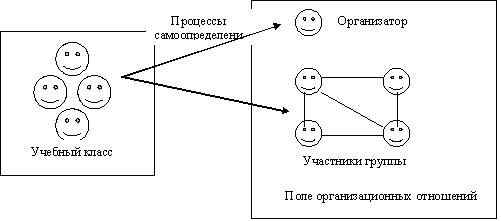 Процессы
самоопределени
Организатор
Учебный класс
Участники группы
Поле организационных отношений